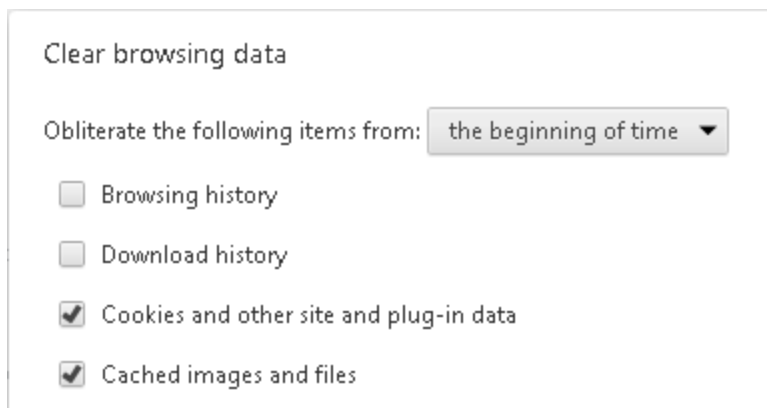 Clear browsing data
Obliterate the following items from: the beginning of time
Browsing history
Download history
Cookies and other site and plug-in data
Cached images and files